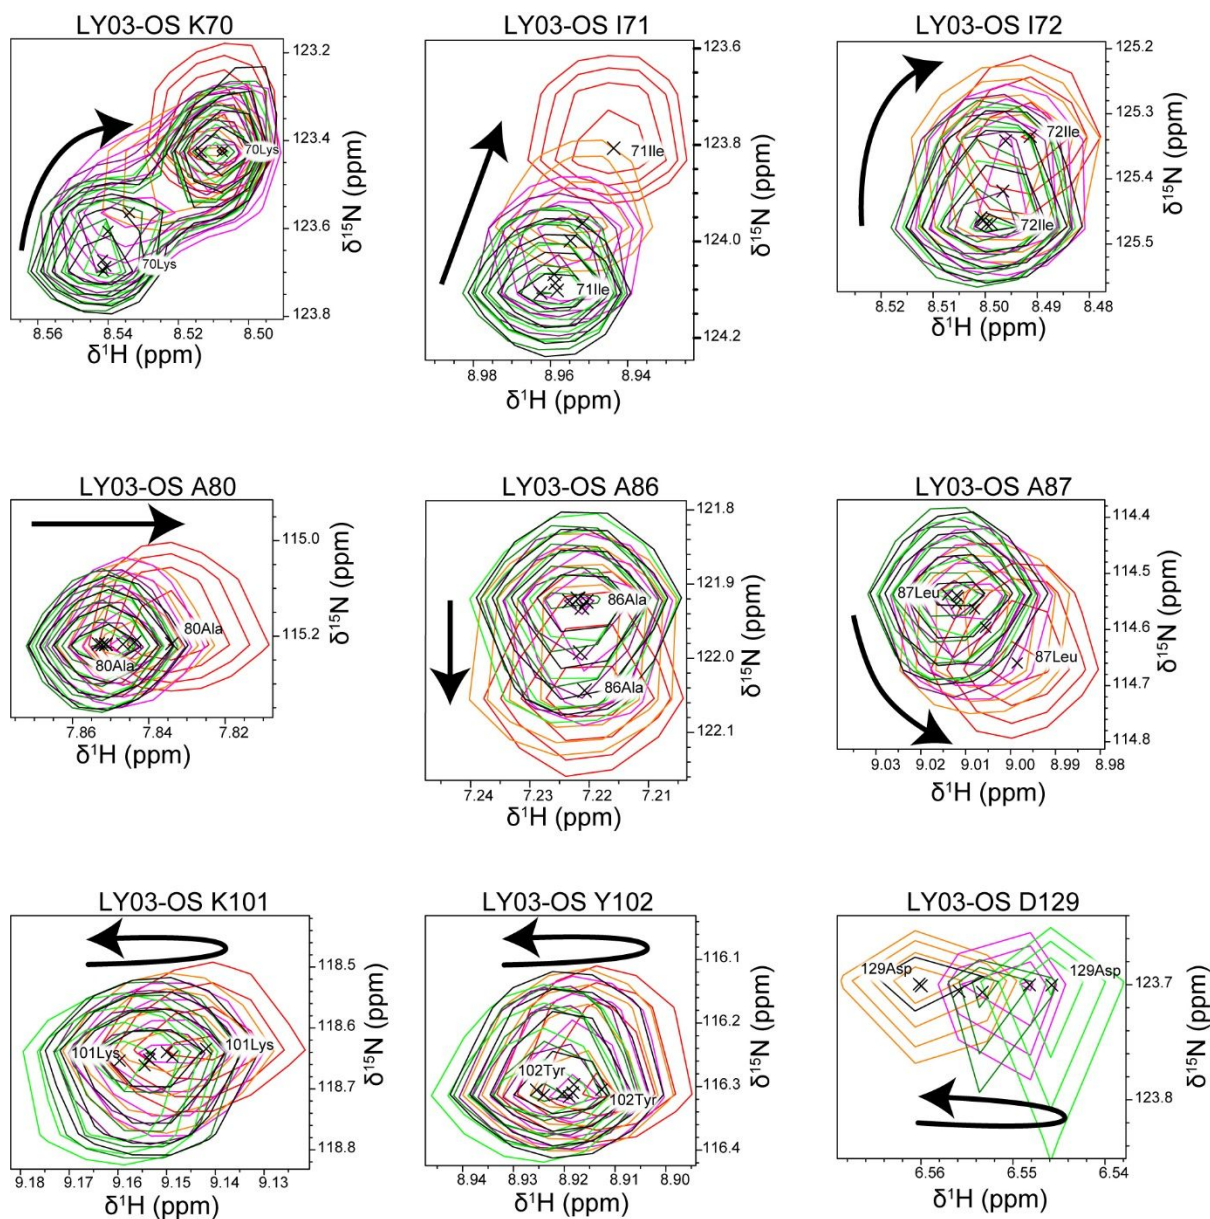 LY03-OS K70
123.2
123.4
123.6
123.8
70Lys
70Lys
8.56
8.54
8.52
8.50
δ¹H (ppm)
δ¹⁵N (ppm)
LY03-OS I71
123.6
123.8
124.0
124.2
71Ile
71Ile
8.98
8.96
8.94
δ¹H (ppm)
δ¹⁵N (ppm)
LY03-OS I72
125.2
125.3
125.4
125.5
72Ile
72Ile
8.52
8.51
8.50
8.49
8.48
δ¹H (ppm)
δ¹⁵N (ppm)
LY03-OS A80
115.0
115.2
80Ala
80Ala
7.86
7.84
7.82
δ¹H (ppm)
δ¹⁵N (ppm)
LY03-OS A86
121.8
121.9
122.0
122.1
86Ala
86Ala
7.24
7.23
7.22
7.21
δ¹H (ppm)
δ¹⁵N (ppm)
LY03-OS A87
114.4
114.5
114.6
114.7
114.8
87Leu
87Leu
9.03
9.02
9.01
9.00
8.99
8.98
δ¹H (ppm)
δ¹⁵N (ppm)
LY03-OS K101
118.5
118.6
118.7
118.8
101Lys
101Lys
9.18
9.17
9.16
9.15
9.14
9.13
δ¹H (ppm)
δ¹⁵N (ppm)
LY03-OS Y102
116.1
116.2
116.3
116.4
102Tyr
102Tyr
8.94
8.93
8.92
8.91
8.90
δ¹H (ppm)
δ¹⁵N (ppm)
LY03-OS D129
129Asp
129Asp
123.7
123.8
6.56
6.55
6.54
δ¹H (ppm)
δ¹⁵N (ppm)